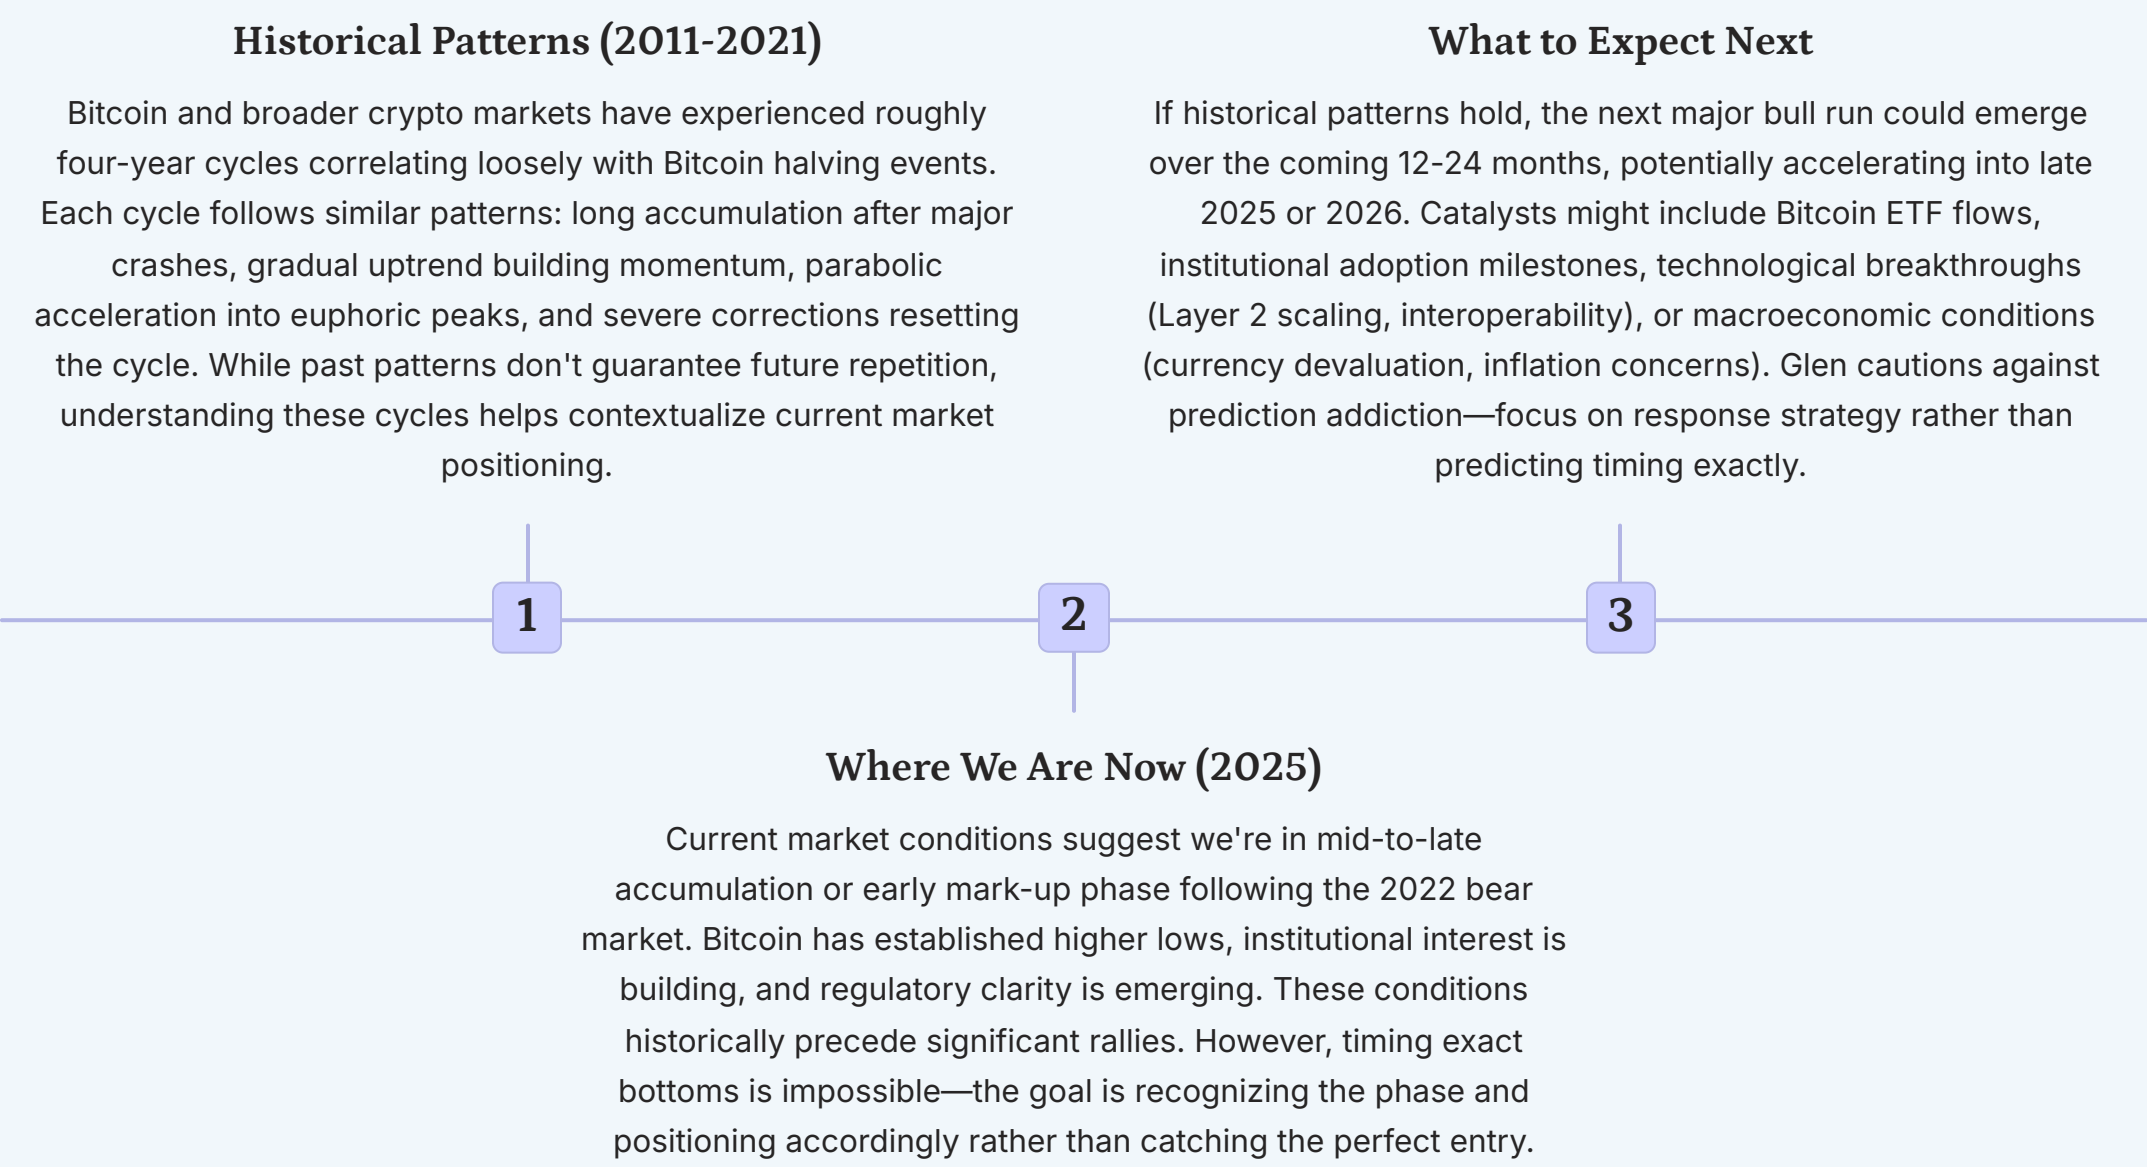 Historical Patterns (2011-2021)
Bitcoin and broader crypto markets have experienced roughly
four-year cycles correlating loosely with Bitcoin halving events.
Each cycle follows similar patterns: long accumulation after major
crashes, gradual uptrend building momentum, parabolic
acceleration into euphoric peaks, and severe corrections resetting
the cycle. While past patterns don't guarantee future repetition,
understanding these cycles helps contextualize current market
positioning.
1
2
Where We Are Now (2025)
Current market conditions suggest we're in mid-to-late
accumulation or early mark-up phase following the 2022 bear
market. Bitcoin has established higher lows, institutional interest is
building, and regulatory clarity is emerging. These conditions
historically precede significant rallies. However, timing exact
bottoms is impossible—the goal is recognizing the phase and
positioning accordingly rather than catching the perfect entry.
What to Expect Next
If historical patterns hold, the next major bull run could emerge
over the coming 12-24 months, potentially accelerating into late
2025 or 2026. Catalysts might include Bitcoin ETF flows,
institutional adoption milestones, technological breakthroughs
(Layer 2 scaling, interoperability), or macroeconomic conditions
(currency devaluation, inflation concerns). Glen cautions against
prediction addiction—focus on response strategy rather than
predicting timing exactly.
3